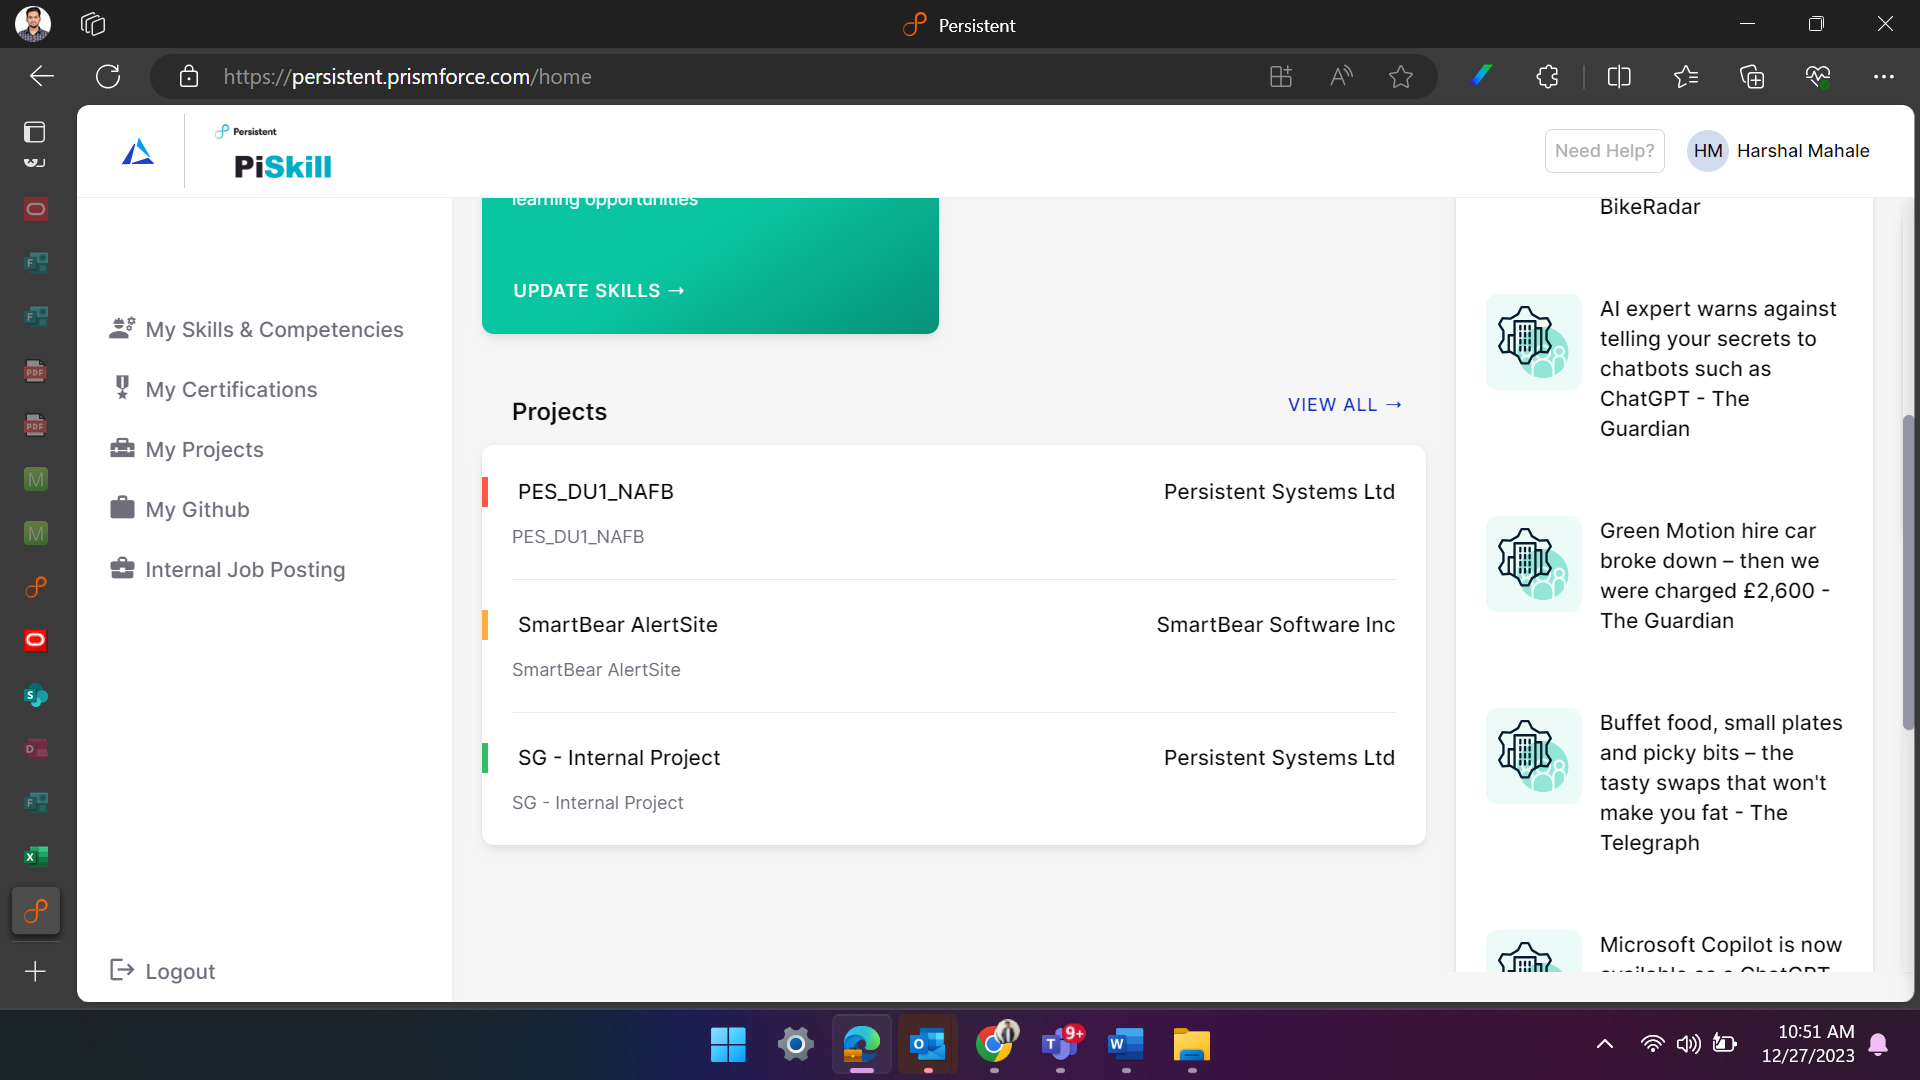 Persistent
https://persistent.prismforce.com/home
Persistent
PiSkill
Need Help?
HM
Harshal Mahale
My Skills & Competencies
My Certifications
My Projects
My Github
Internal Job Posting
Logout
learning opportunities
UPDATE SKILLS →
Projects
VIEW ALL →
PES_DU1_NAFB
Persistent Systems Ltd
PES_DU1_NAFB
SmartBear AlertSite
SmartBear Software Inc
SmartBear AlertSite
SG - Internal Project
Persistent Systems Ltd
SG - Internal Project
BikeRadar
AI expert warns against
telling your secrets to
chatbots such as
ChatGPT - The
Guardian
Green Motion hire car
broke down – then we
were charged £2,600 -
The Guardian
Buffet food, small plates
and picky bits – the
tasty swaps that won't
make you fat - The
Telegraph
Microsoft Copilot is now
available as a ChatGPT
9+
10:51 AM
12/27/2023